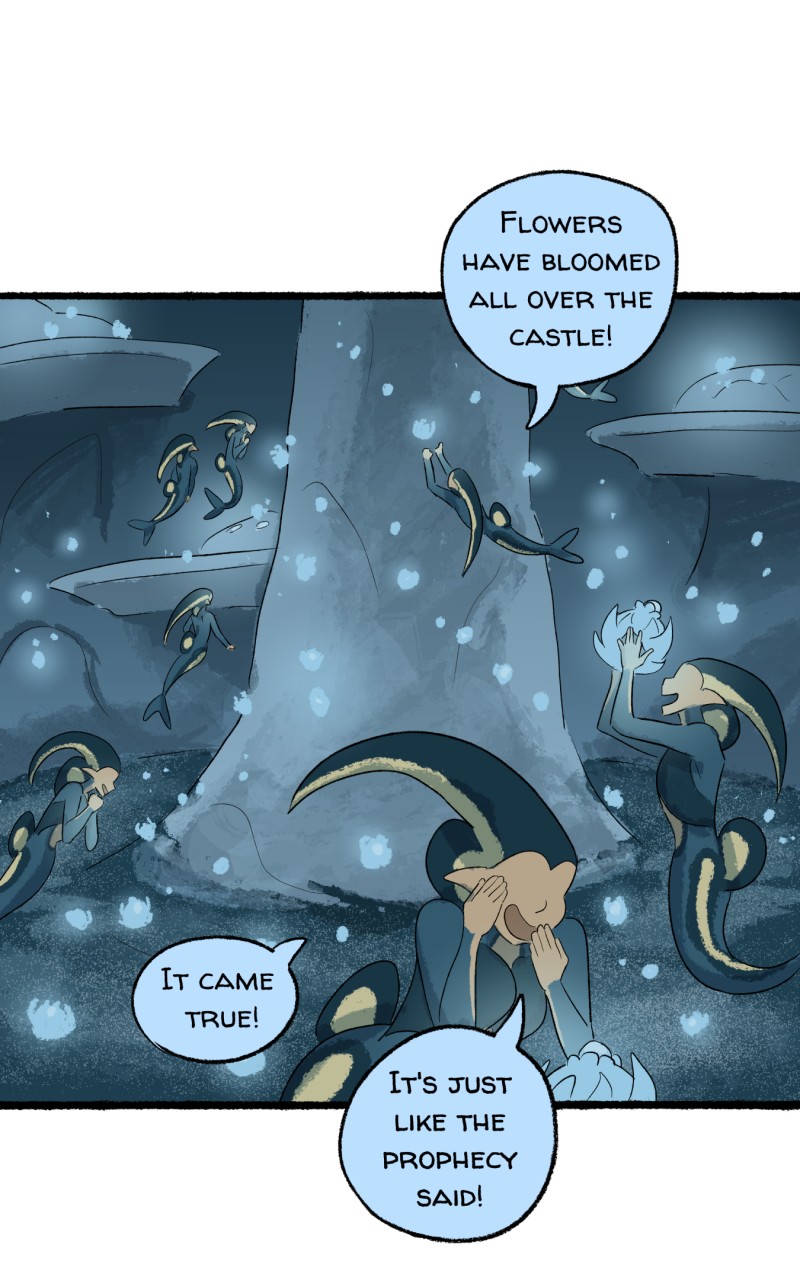 Flowers
have bloomed
all over the
castle!
It came
true!
It's just
like the
prophecy
said!